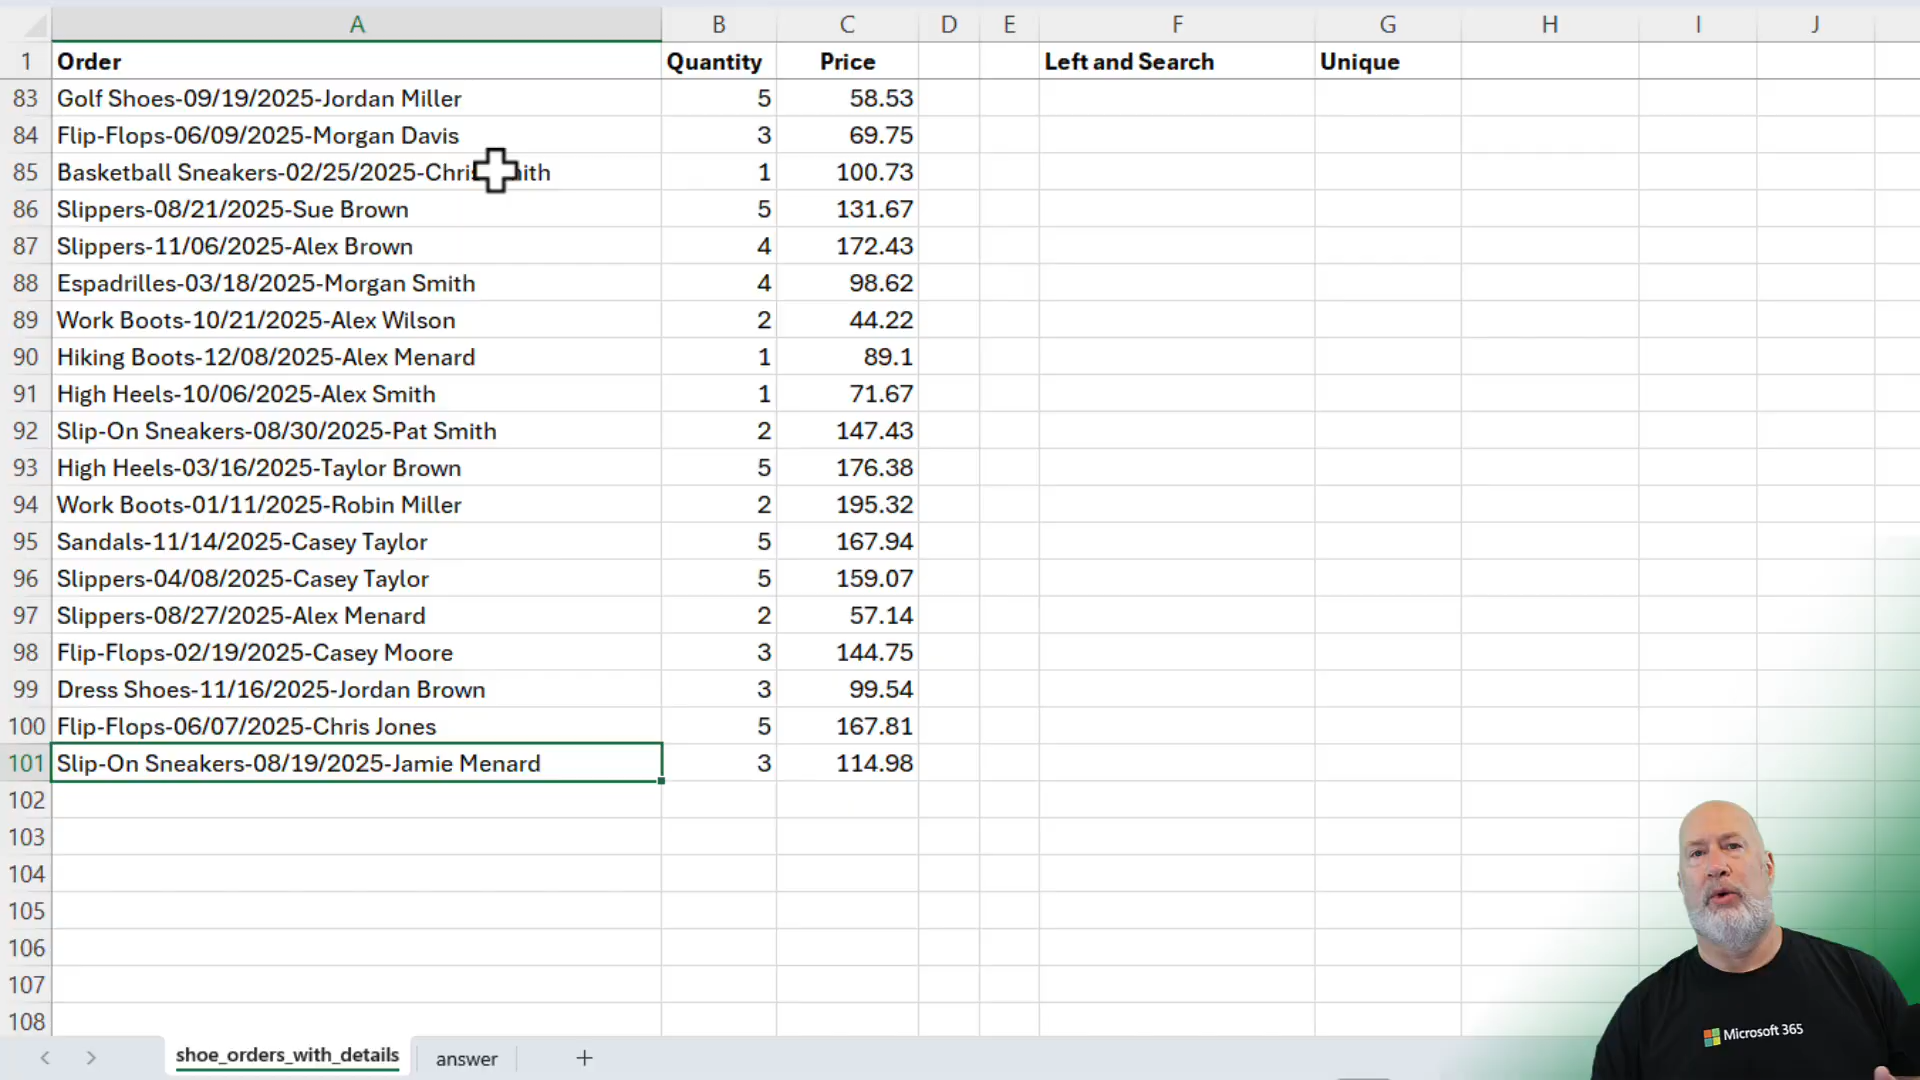 A B C D E F G H I J
1 Order Quantity Price Left and Search Unique
83 Golf Shoes-09/19/2025-Jordan Miller 5 58.53
84 Flip-Flops-06/09/2025-Morgan Davis 3 69.75
85 Basketball Sneakers-02/25/2025- 1 100.73
86 Slippers-08/21/2025-Sue Brown 5 131.67
87 Slippers-11/06/2025-Alex Brown 4 172.43
88 Espadrilles-03/18/2025-Morgan Smith 4 98.62
89 Work Boots-10/21/2025-Alex Wilson 2 44.22
90 Hiking Boots-12/08/2025-Alex Menard 1 89.1
91 High Heels-10/06/2025-Alex Smith 1 71.67
92 Slip-On Sneakers-08/30/2025-Pat Smith 2 147.43
93 High Heels-03/16/2025-Taylor Brown 5 176.38
94 Work Boots-01/11/2025-Robin Miller 2 195.32
95 Sandals-11/14/2025-Casey Taylor 5 167.94
96 Slippers-04/08/2025-Casey Taylor 5 159.07
97 Slippers-08/27/2025-Alex Menard 2 57.14
98 Flip-Flops-02/19/2025-Casey Moore 3 144.75
99 Dress Shoes-11/16/2025-Jordan Brown 3 99.54
100 Flip-Flops-06/07/2025-Chris Jones 5 167.81
101 Slip-On Sneakers-08/19/2025-Jamie Menard 3 114.98
102
103
104
105
106
107
108
Microsoft 365
shoe_orders_with_details answer